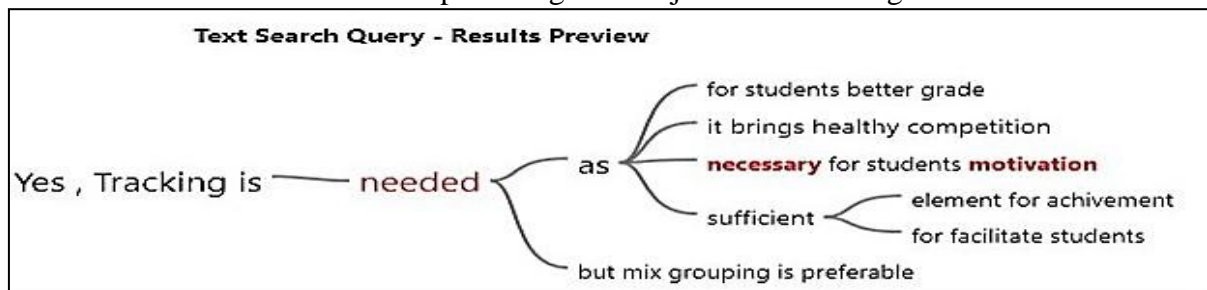 Text Search Query - Results Preview
for students better grade
it brings healthy competition
as
necessary for students motivation
Yes , Tracking is needed
element for achivement
sufficient
for facilitate students
but mix grouping is preferable